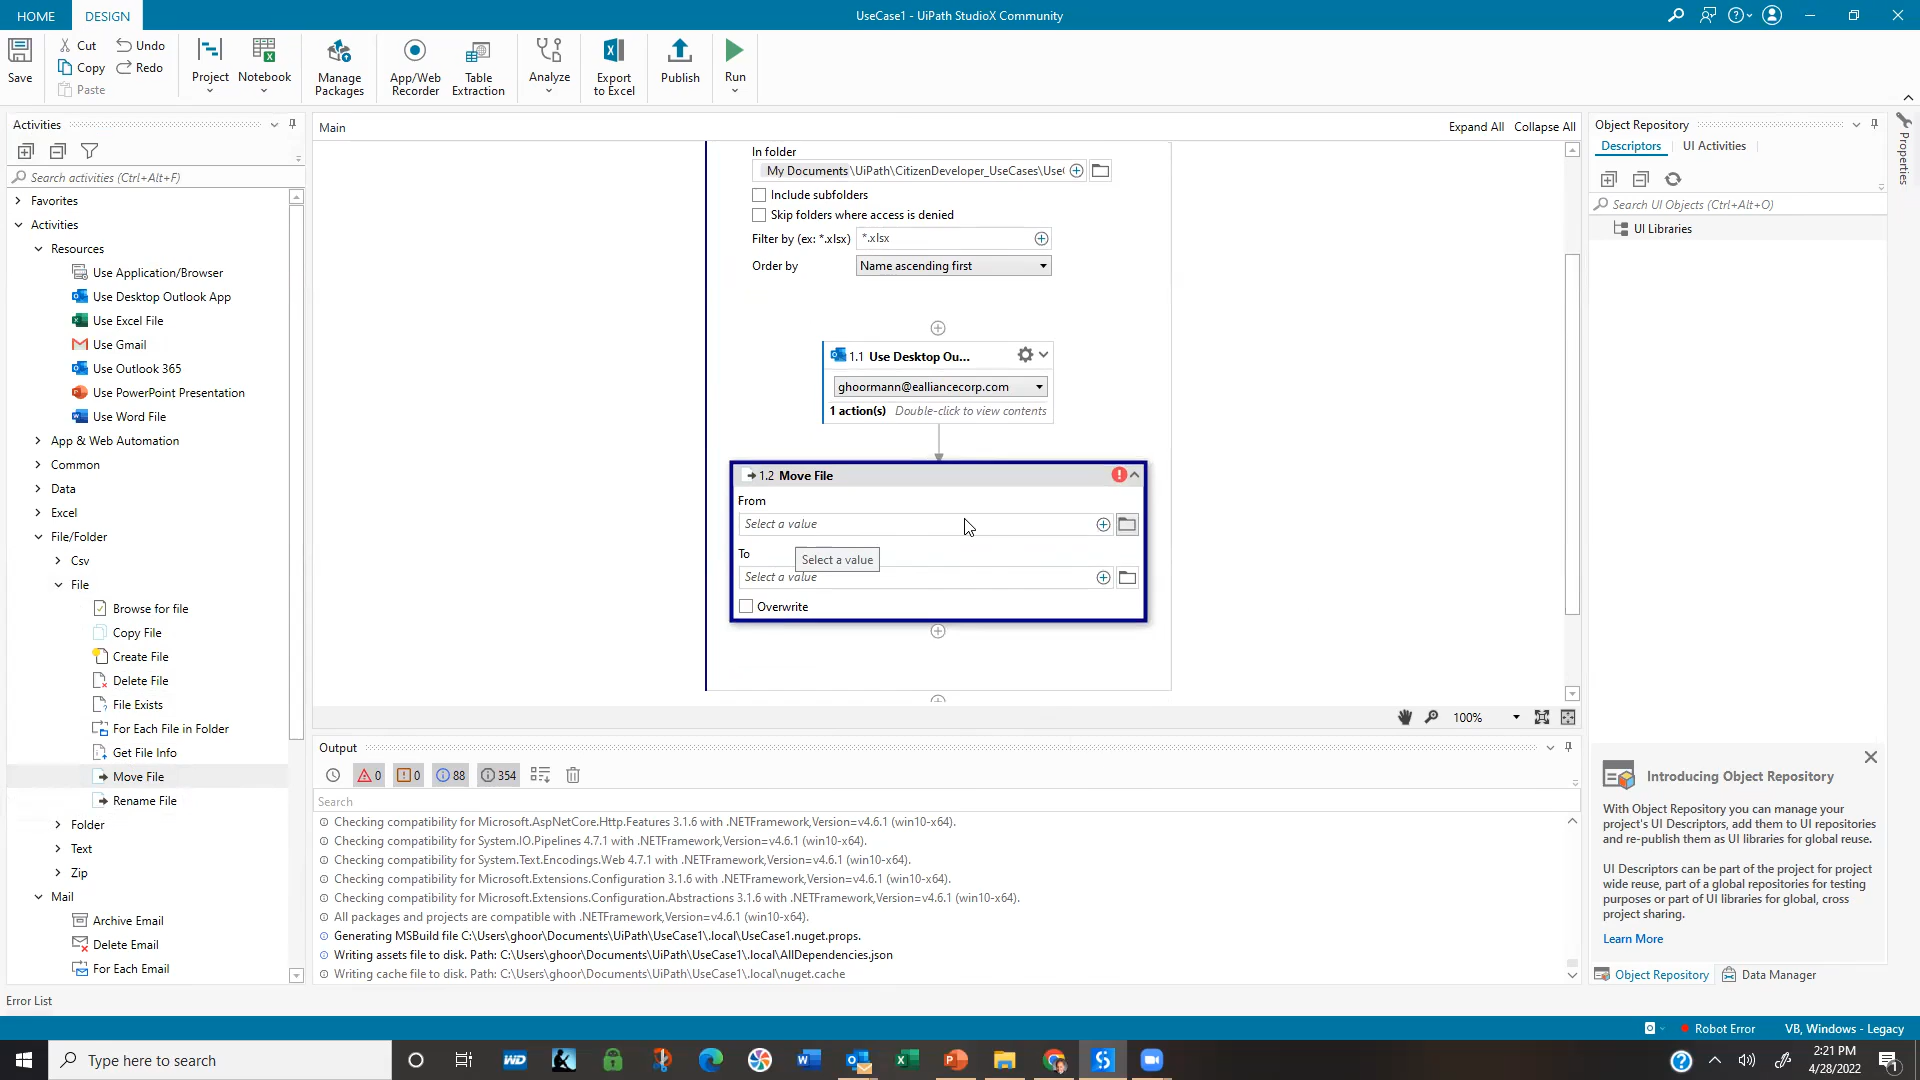 HOME
DESIGN
UseCase1 - UiPath StudioX Community
Save
Cut
Copy
Paste
Undo
Redo
Project
Notebook
Manage
Packages
App/Web
Recorder
Table
Extraction
Analyze
Export
to Excel
Publish
Run
Activities
Search activities (Ctrl+Alt+F)
Favorites
Activities
Resources
Use Application/Browser
Use Desktop Outlook App
Use Excel File
Use Gmail
Use Outlook 365
Use PowerPoint Presentation
Use Word File
App & Web Automation
Common
Data
Excel
File/Folder
Csv
File
Browse for file
Copy File
Create File
Delete File
File Exists
For Each File in Folder
Get File Info
Move File
Rename File
Folder
Text
Zip
Mail
Archive Email
Delete Email
For Each Email
Main
Expand All Collapse All
In folder
My Documents \UiPath\CitizenDeveloper_UseCases\Use
Include subfolders
Skip folders where access is denied
Filter by (ex: *.xlsx) *.xlsx
Order by Name ascending first
1.1 Use Desktop Ou...
ghoormann@ealliancecorp.com
1 action(s) Double-click to view contents
1.2 Move File
From
Select a value
To
Select a value
Select a value
Overwrite
100%
Output
0 0 88 354
Search
Checking compatibility for Microsoft.AspNetCore.Http.Features 3.1.6 with .NETFramework,Version=v4.6.1 (win10-x64).
Checking compatibility for System.IO.Pipelines 4.7.1 with .NETFramework,Version=v4.6.1 (win10-x64).
Checking compatibility for System.Text.Encodings.Web 4.7.1 with .NETFramework,Version=v4.6.1 (win10-x64).
Checking compatibility for Microsoft.Extensions.Configuration 3.1.6 with .NETFramework,Version=v4.6.1 (win10-x64).
Checking compatibility for Microsoft.Extensions.Configuration.Abstractions 3.1.6 with .NETFramework,Version=v4.6.1 (win10-x64).
All packages and projects are compatible with .NETFramework,Version=v4.6.1 (win10-x64).
Generating MSBuild file C:\Users\ghoor\Documents\UiPath\UseCase1\.local\UseCase1.nuget.props.
Writing assets file to disk. Path: C:\Users\ghoor\Documents\UiPath\UseCase1\.local\AllDependencies.json
Writing cache file to disk. Path: C:\Users\ghoor\Documents\UiPath\UseCase1\.local\nuget.cache
Object Repository
Descriptors UI Activities
Search UI Objects (Ctrl+Alt+O)
UI Libraries
Properties
Introducing Object Repository
With Object Repository you can manage your
project's UI Descriptors, add them to UI repositories
and re-publish them as UI libraries for global reuse.
UI Descriptors can be part of the project for project
wide reuse, part of a global repositories for testing
purposes or part of UI libraries for global, cross
project sharing.
Learn More
Object Repository Data Manager
Error List
Robot Error VB, Windows - Legacy
Type here to search
WD
2:21 PM
4/28/2022
1